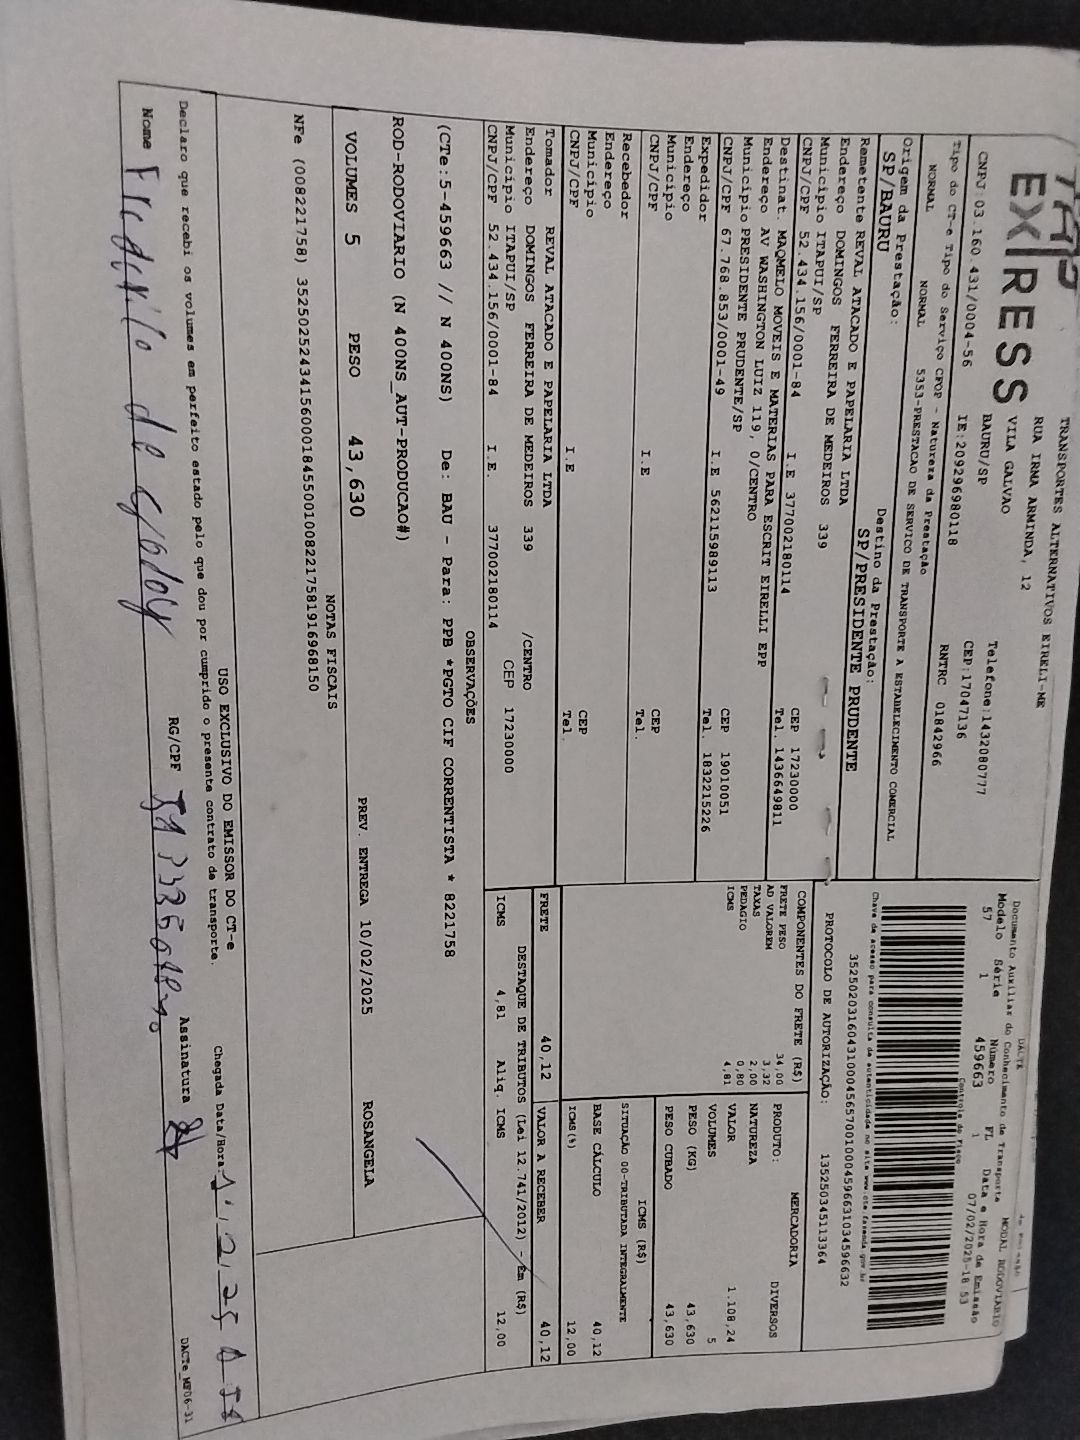 TAP
EX|RESS
TRANSPORTES ALTERNATIVOS EIRELI-ME
RUA IRMA ARMINDA, 12
VILA GALVAO
BAURU/SP
Telefone:1432080777
CEP:17047136
CNPJ:03.160.431/0004-56 IE:209296980118 RNTRC 01842966
Tipo do CT-e Tipo do Serviço CFOP - Natureza da Prestação
NORMAL NORMAL 5353-PRESTACAO DE SERVICO DE TRANSPORTE A ESTABELECIMENTO COMERCIAL
Origem da Prestação: Destino da Prestação:
SP/BAURU SP/PRESIDENTE PRUDENTE
Remetente REVAL ATACADO E PAPELARIA LTDA
Endereço DOMINGOS FERREIRA DE MEDEIROS 339
Município ITAPUI/SP CEP 17230000
CNPJ/CPF 52.434.156/0001-84 I.E 377002180114 Tel. 1436649811
Destinat. MAQMELO MOVEIS E MATERIAS PARA ESCRIT EIRELLI EPP
Endereço AV WASHINGTON LUIZ 119, 0/CENTRO
Município PRESIDENTE PRUDENTE/SP CEP 19010051
CNPJ/CPF 67.768.853/0001-49 I.E 562115989113 Tel. 1832215226
Expedidor
Endereço
Município CEP
CNPJ/CPF I.E Tel.
Recebedor
Endereço
Município CEP
CNPJ/CPF I.E Tel.
Tomador REVAL ATACADO E PAPELARIA LTDA
Endereço DOMINGOS FERREIRA DE MEDEIROS 339 /CENTRO
Município ITAPUI/SP CEP 17230000
CNPJ/CPF 52.434.156/0001-84 I.E. 377002180114
DACTE MODAL RODOVIÁRIO
Documento Auxiliar do Conhecimento de Transporte
Modelo Série Número FL Data e Hora de Emissão
57 1 459663 1 07/02/2025-18 53
Controle do Fisco
Chave de acesso para consulta de autenticidade no site www.cte.fazenda.gov.br
35250203160431000456570010004596631034596632
PROTOCOLO DE AUTORIZAÇÃO: 135250345113364
COMPONENTES DO FRETE (R$)
FRETE PESO 34,00
AD VALOREM 3,32
TAXAS 2,00
PEDAGIO 0,80
ICMS 4,81
MERCADORIA
PRODUTO: DIVERSOS
NATUREZA
VALOR 1.108,24
VOLUMES 5
PESO (KG) 43,630
PESO CUBADO 43,630
ICMS (R$)
SITUAÇÃO 00-TRIBUTADA INTEGRALMENTE
BASE CÁLCULO 40,12
ICMS(%) 12,00
FRETE 40,12 VALOR A RECEBER 40,12
DESTAQUE DE TRIBUTOS (Lei 12.741/2012) - Em (R$)
ICMS 4,81 Aliq. ICMS 12,00
OBSERVAÇÕES
(CTe:5-459663 // N 400NS) De: BAU - Para: PPB *PGTO CIF CORRENTISTA * 8221758
ROD-RODOVIARIO (N 400NS_AUT-PRODUCAO#)
VOLUMES 5 PESO 43,630 PREV. ENTREGA 10/02/2025 ROSANGELA
NOTAS FISCAIS
NFe (008221758) 35250252434156000184550010082217581916968150
USO EXCLUSIVO DO EMISSOR DO CT-e
Declaro que recebi os volumes em perfeito estado pelo que dou por cumprido o presente contrato de transporte.
Chegada Data/Hora
Nome de Godoy RG/CPF Assinatura
DACTe_MF06-31